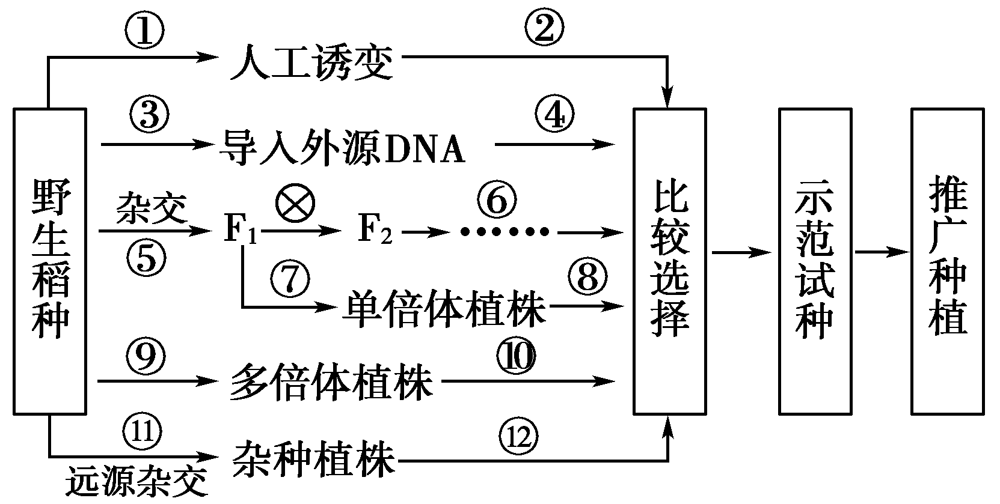 ① 人工诱变 ②
③ 导入外源DNA ④
杂交 ⑤ F₁ ⊗ F₂ …… ⑥
⑦ 单倍体植株 ⑧
⑨ 多倍体植株 ⑩
⑪ 远源杂交 杂种植株 ⑫
野生稻种
比较选择
示范试种
推广种植